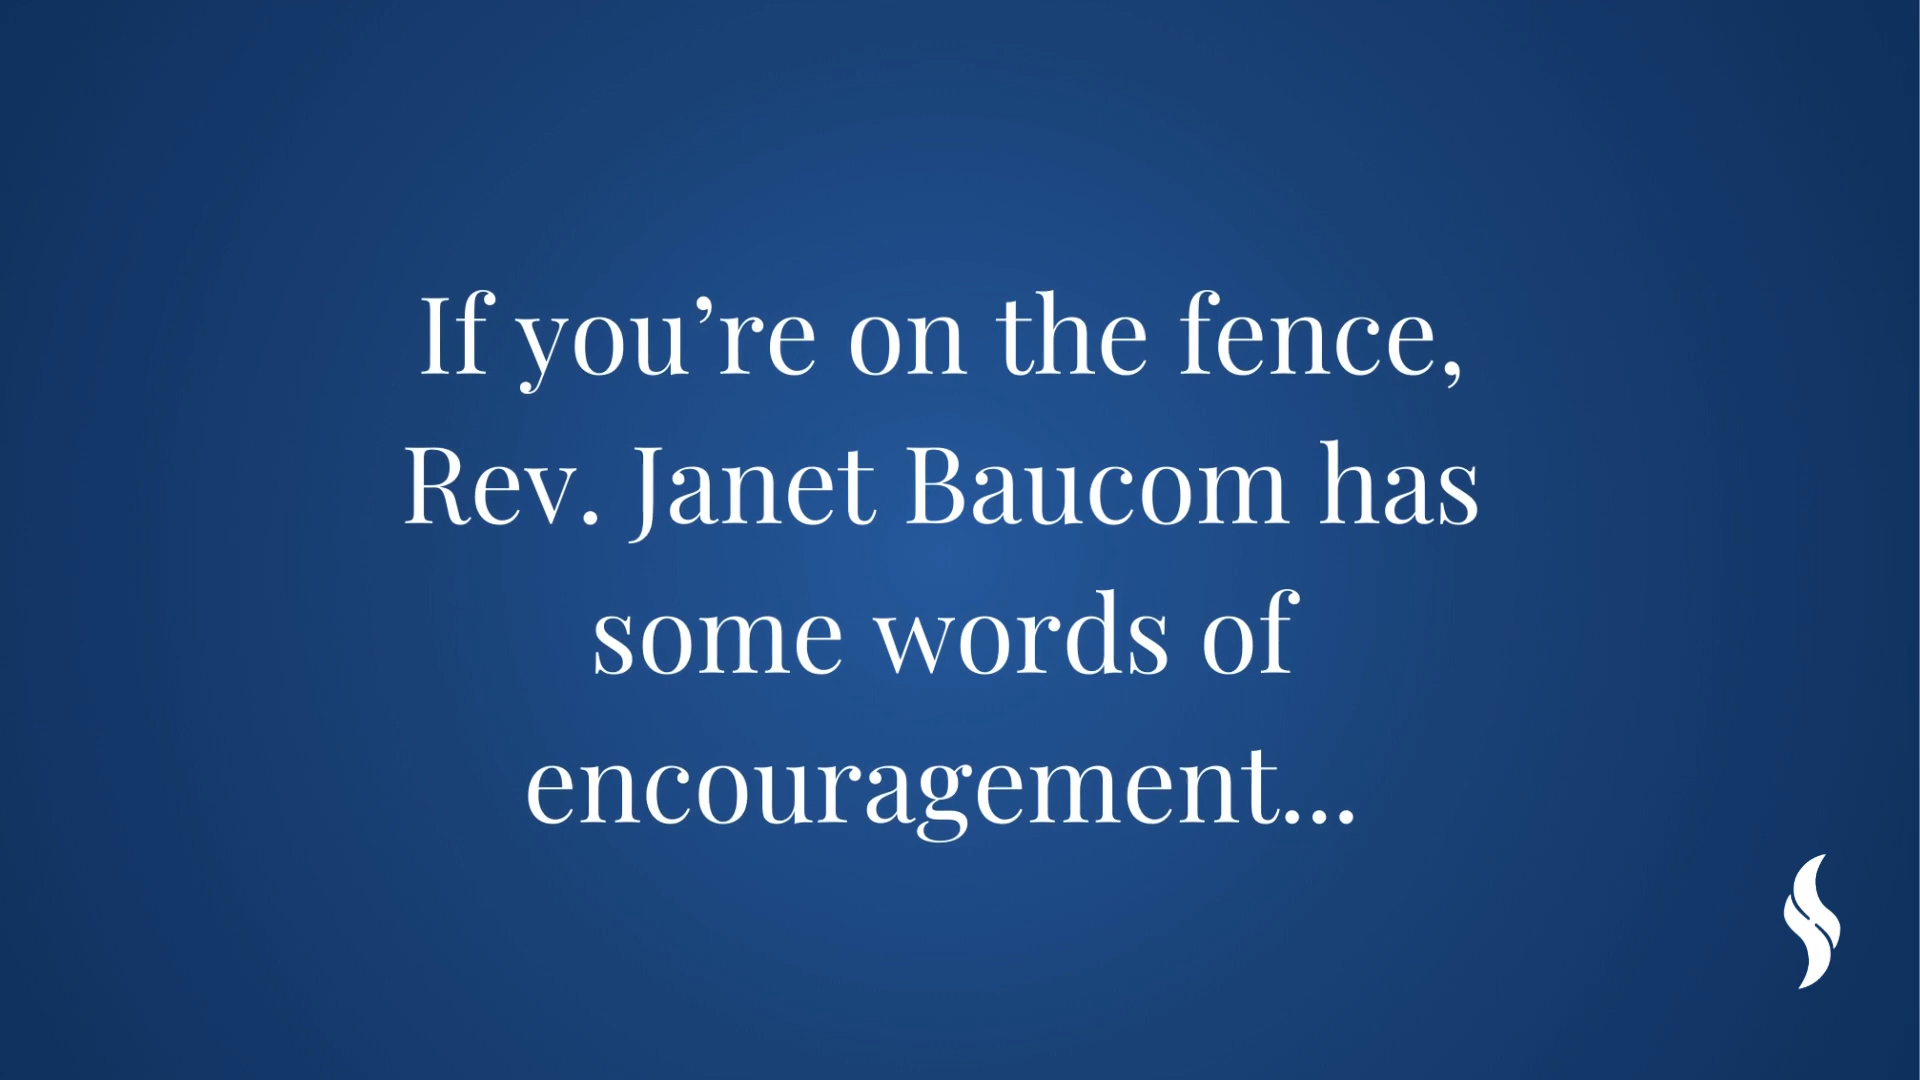 If you’re on the fence,
Rev. Janet Baucom has
some words of
encouragement...